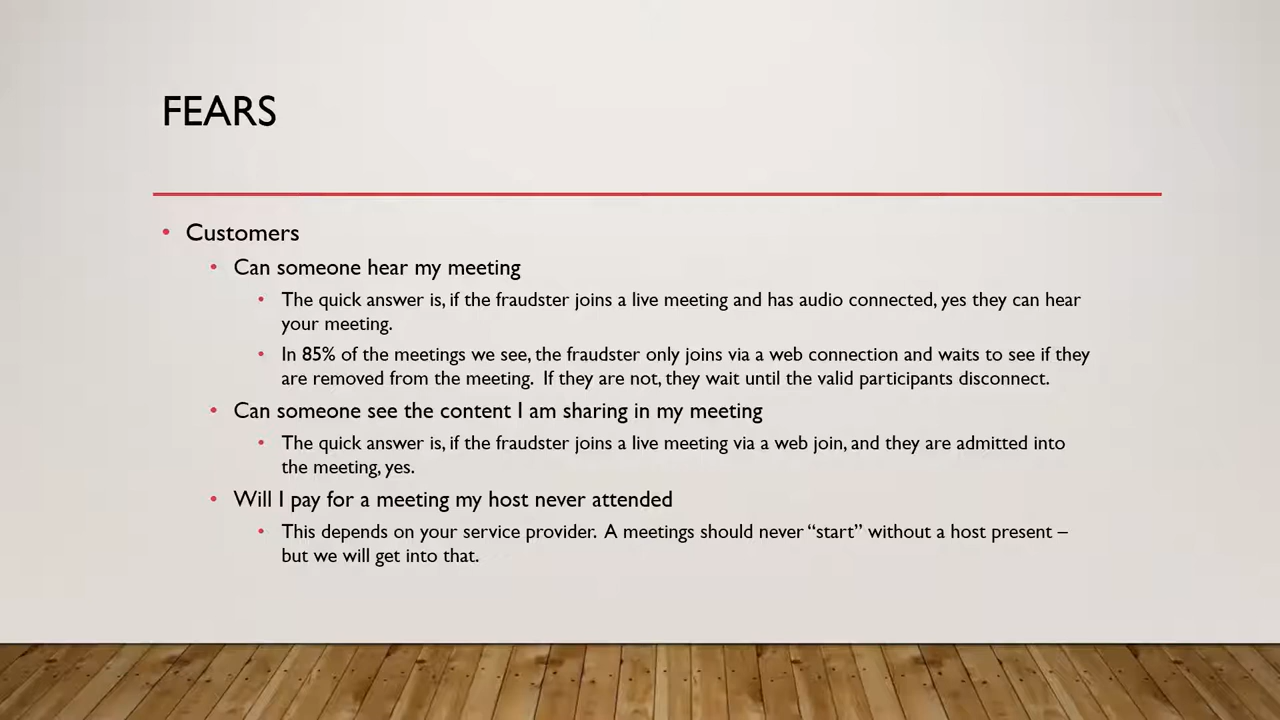 FEARS
• Customers
• Can someone hear my meeting
• The quick answer is, if the fraudster joins a live meeting and has audio connected, yes they can hear
your meeting.
• In 85% of the meetings we see, the fraudster only joins via a web connection and waits to see if they
are removed from the meeting.  If they are not, they wait until the valid participants disconnect.
• Can someone see the content I am sharing in my meeting
• The quick answer is, if the fraudster joins a live meeting via a web join, and they are admitted into
the meeting, yes.
• Will I pay for a meeting my host never attended
• This depends on your service provider.  A meetings should never “start” without a host present –
but we will get into that.